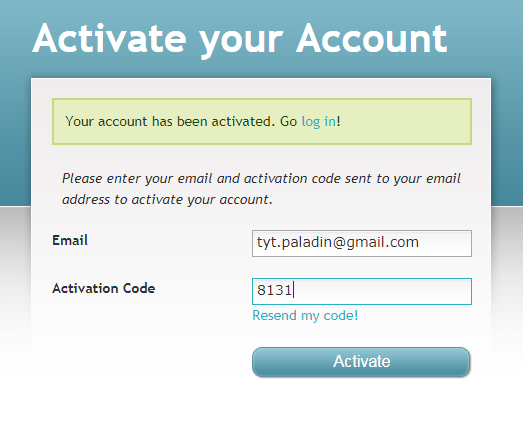 Activate your Account
Your account has been activated. Go log in!
Please enter your email and activation code sent to your email
address to activate your account.
Email
tyt.paladin@gmail.com
Activation Code
8131
Resend my code!
Activate